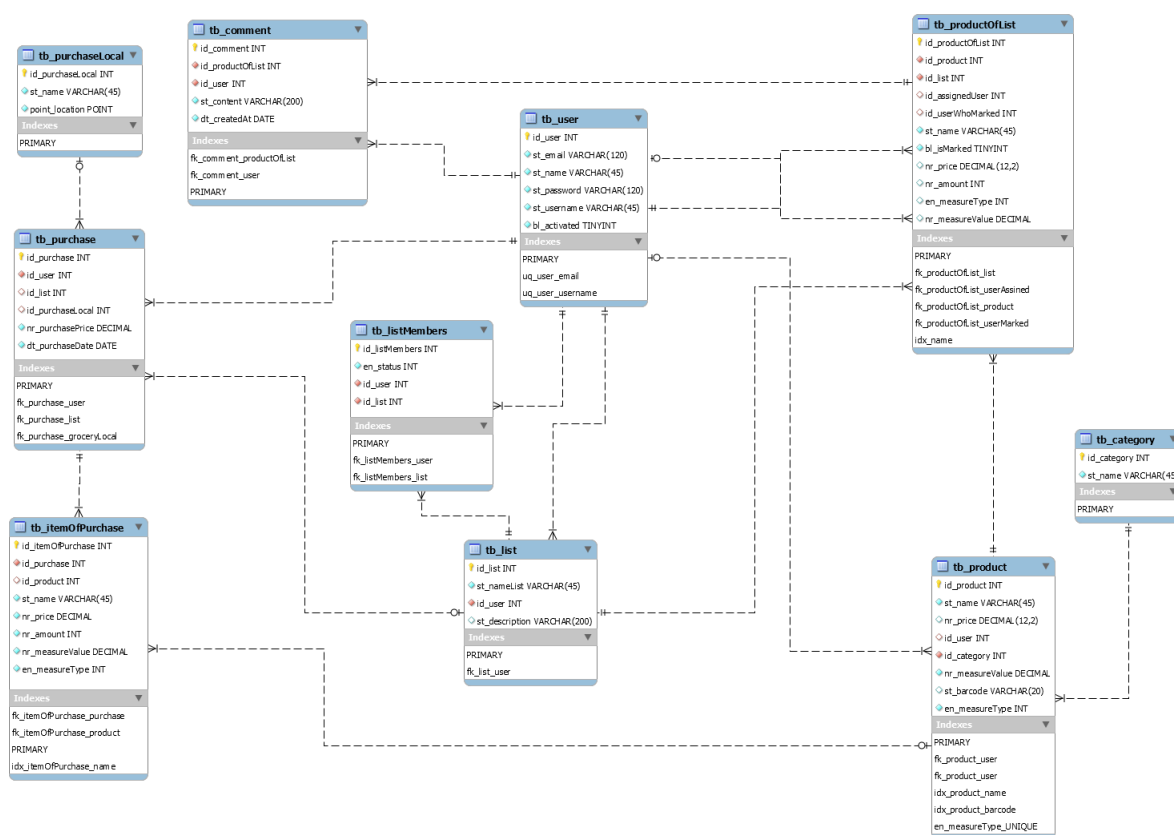 tb_purchaseLocal
id_purchaseLocal INT
st_name VARCHAR(45)
point_location POINT
Indexes
PRIMARY
tb_comment
id_comment INT
id_productOfList INT
id_user INT
st_content VARCHAR(200)
dt_createdAt DATE
Indexes
fk_comment_productOfList
fk_comment_user
PRIMARY
tb_user
id_user INT
st_email VARCHAR(120)
st_name VARCHAR(45)
st_password VARCHAR(120)
st_username VARCHAR(45)
bl_activated TINYINT
Indexes
PRIMARY
uq_user_email
uq_user_username
tb_productOfList
id_productOfList INT
id_product INT
id_list INT
id_assignedUser INT
id_userWhoMarked INT
st_name VARCHAR(45)
bl_isMarked TINYINT
nr_price DECIMAL(12,2)
nr_amount INT
en_measureType INT
nr_measureValue DECIMAL
Indexes
PRIMARY
fk_productOfList_list
fk_productOfList_userAssined
fk_productOfList_product
fk_productOfList_userMarked
idx_name
tb_purchase
id_purchase INT
id_user INT
id_list INT
id_purchaseLocal INT
nr_purchasePrice DECIMAL
dt_purchaseDate DATE
Indexes
PRIMARY
fk_purchase_user
fk_purchase_list
fk_purchase_groceryLocal
tb_listMembers
id_listMembers INT
en_status INT
id_user INT
id_list INT
Indexes
PRIMARY
fk_listMembers_user
fk_listMembers_list
tb_category
id_category INT
st_name VARCHAR(45
Indexes
PRIMARY
tb_itemOfPurchase
id_itemOfPurchase INT
id_purchase INT
id_product INT
st_name VARCHAR(45)
nr_price DECIMAL
nr_amount INT
nr_measureValue DECIMAL
en_measureType INT
Indexes
fk_itemOfPurchase_purchase
fk_itemOfPurchase_product
PRIMARY
idx_itemOfPurchase_name
tb_list
id_list INT
st_nameList VARCHAR(45)
id_user INT
st_description VARCHAR(200)
Indexes
PRIMARY
fk_list_user
tb_product
id_product INT
st_name VARCHAR(45)
nr_price DECIMAL(12,2)
id_user INT
id_category INT
nr_measureValue DECIMAL
st_barcode VARCHAR(20)
en_measureType INT
Indexes
PRIMARY
fk_product_user
fk_product_user
idx_product_name
idx_product_barcode
en_measureType_UNIQUE